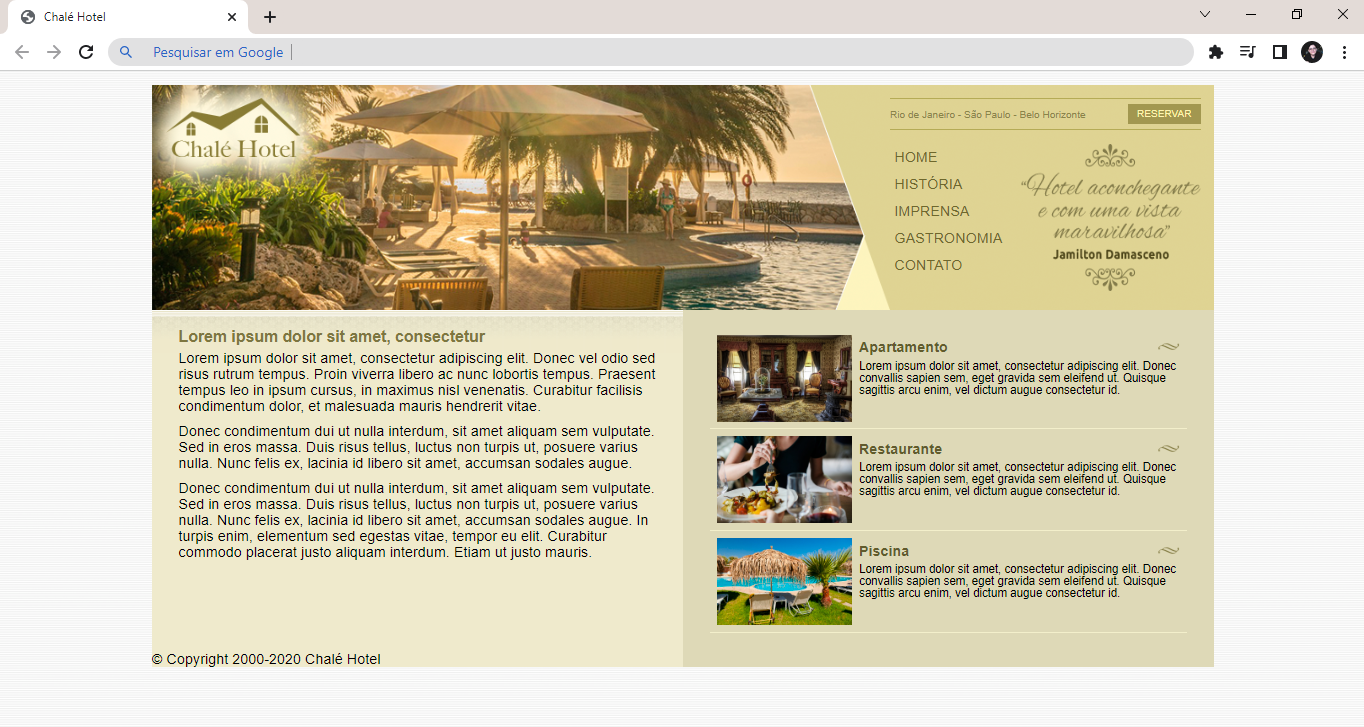 Chalé Hotel
Pesquisar em Google
Chalé Hotel
Rio de Janeiro - São Paulo - Belo Horizonte
RESERVAR
HOME
HISTÓRIA
IMPRENSA
GASTRONOMIA
CONTATO
“Hotel aconchegante
e com uma vista
maravilhosa”
Jamilton Damasceno
Lorem ipsum dolor sit amet, consectetur
Lorem ipsum dolor sit amet, consectetur adipiscing elit. Donec vel odio sed
risus rutrum tempus. Proin viverra libero ac nunc lobortis tempus. Praesent
tempus leo in ipsum cursus, in maximus nisl venenatis. Curabitur facilisis
condimentum dolor, et malesuada mauris hendrerit vitae.
Donec condimentum dui ut nulla interdum, sit amet aliquam sem vulputate.
Sed in eros massa. Duis risus tellus, luctus non turpis ut, posuere varius
nulla. Nunc felis ex, lacinia id libero sit amet, accumsan sodales augue.
Donec condimentum dui ut nulla interdum, sit amet aliquam sem vulputate.
Sed in eros massa. Duis risus tellus, luctus non turpis ut, posuere varius
nulla. Nunc felis ex, lacinia id libero sit amet, accumsan sodales augue. In
turpis enim, elementum sed egestas vitae, tempor eu elit. Curabitur
commodo placerat justo aliquam interdum. Etiam ut justo mauris.
Apartamento
Lorem ipsum dolor sit amet, consectetur adipiscing elit. Donec
convallis sapien sem, eget gravida sem eleifend ut. Quisque
sagittis arcu enim, vel dictum augue consectetur id.
Restaurante
Lorem ipsum dolor sit amet, consectetur adipiscing elit. Donec
convallis sapien sem, eget gravida sem eleifend ut. Quisque
sagittis arcu enim, vel dictum augue consectetur id.
Piscina
Lorem ipsum dolor sit amet, consectetur adipiscing elit. Donec
convallis sapien sem, eget gravida sem eleifend ut. Quisque
sagittis arcu enim, vel dictum augue consectetur id.
© Copyright 2000-2020 Chalé Hotel